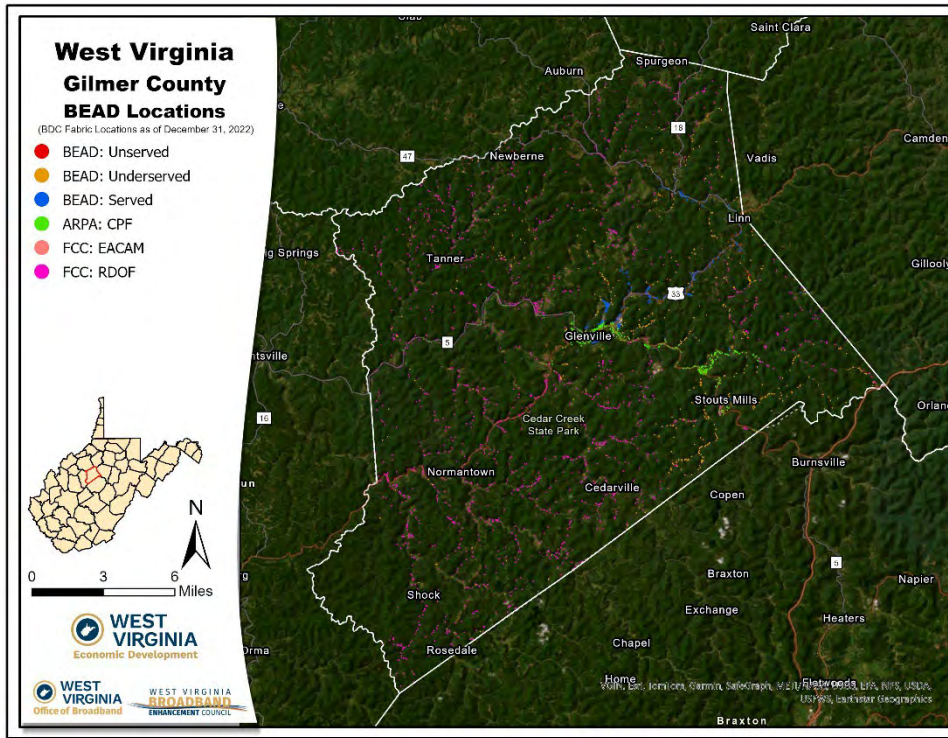 West Virginia
Gilmer County
BEAD Locations
(BDC Fabric Locations as of December 31, 2022)
BEAD: Unserved
BEAD: Underserved
BEAD: Served
ARPA: CPF
FCC: EACAM
FCC: RDOF
N
0 3 6
Miles
WEST
VIRGINIA
Economic Development
WEST
VIRGINIA
Office of Broadband
WEST VIRGINIA
BROADBAND
ENHANCEMENT COUNCIL
Saint Clara
Spurgeon
Auburn
18
47
Newberne
Vadis
Linn
Springs
Tanner
33
5
Glenville
Stouts Mills
16
Cedar Creek
State Park
Burnsville
Normantown
Cedarville
Copen
5
Braxton
Napier
Shock
Exchange
Heaters
Orma
Rosedale
Chapel
Home
Flatwoods
USFWS, Earthstar Geographics
Braxton